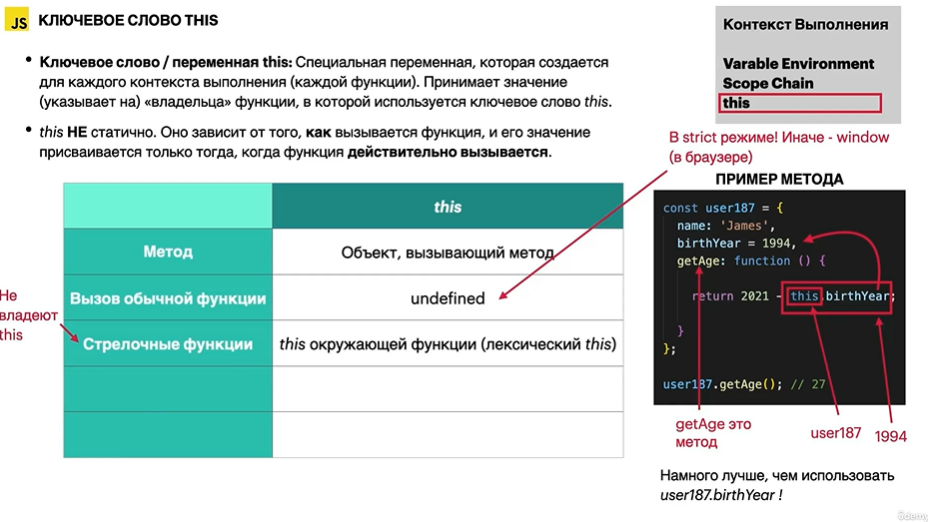 JS
КЛЮЧЕВОЕ СЛОВО THIS
• Ключевое слово / переменная this: Специальная переменная, которая создается
для каждого контекста выполнения (каждой функции). Принимает значение
(указывает на) «владельца» функции, в которой используется ключевое слово this.
• this НЕ статично. Оно зависит от того, как вызывается функция, и его значение
присваивается только тогда, когда функция действительно вызывается.
Контекст Выполнения
Varable Environment
Scope Chain
this
В strict режиме! Иначе - window
(в браузере)
this
Метод
Объект, вызывающий метод
Вызов обычной функции
undefined
Стрелочные функции
this окружающей функции (лексический this)
Не
владеют
this
ПРИМЕР МЕТОДА
const user187 = {
name: 'James',
birthYear = 1994,
getAge: function () {
return 2021 - this.birthYear;
}
};
user187.getAge(); // 27
getAge это
метод
user187
1994
Намного лучше, чем использовать
user187.birthYear !
ûdemy